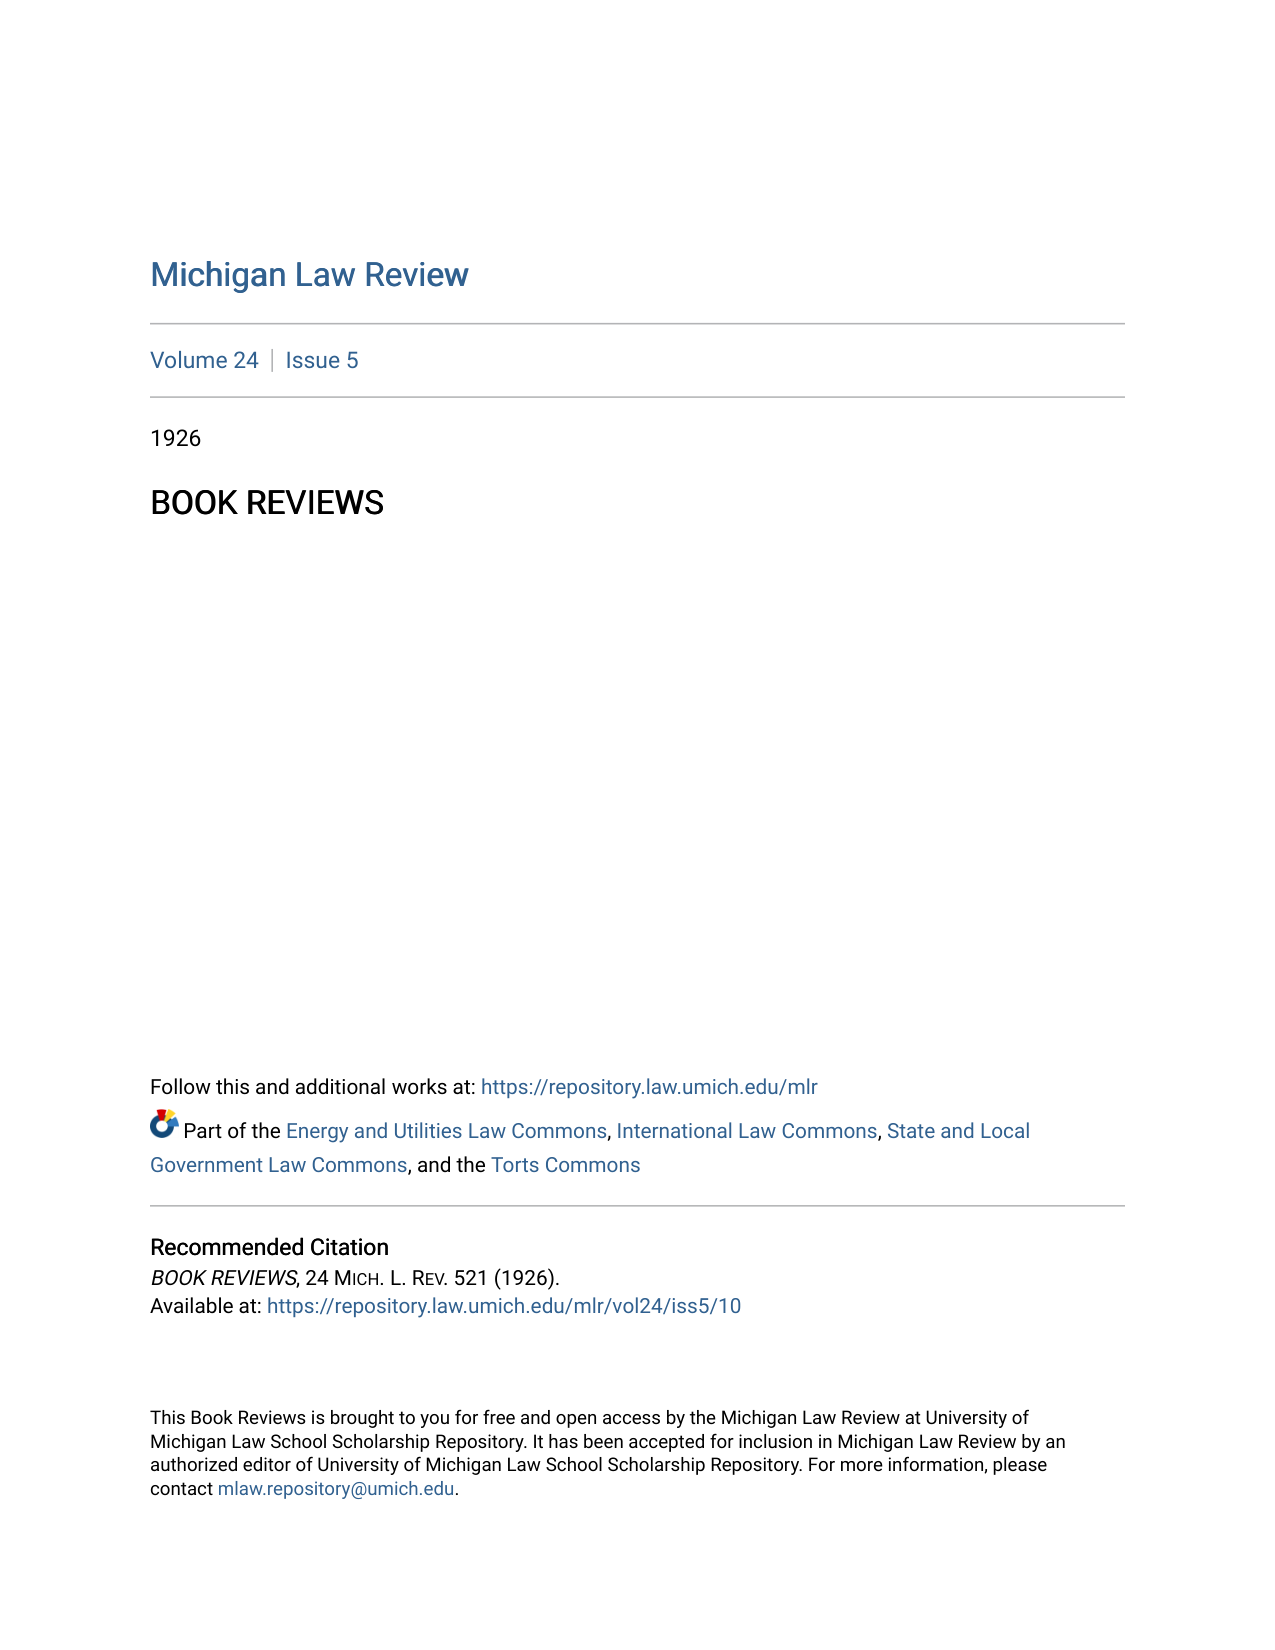 Michigan Law Review
Volume 24 | Issue 5
1926
BOOK REVIEWS
Follow this and additional works at: https://repository.law.umich.edu/mlr
Part of the Energy and Utilities Law Commons, International Law Commons, State and Local
Government Law Commons, and the Torts Commons
Recommended Citation
BOOK REVIEWS, 24 MICH. L. REV. 521 (1926).
Available at: https://repository.law.umich.edu/mlr/vol24/iss5/10
This Book Reviews is brought to you for free and open access by the Michigan Law Review at University of
Michigan Law School Scholarship Repository. It has been accepted for inclusion in Michigan Law Review by an
authorized editor of University of Michigan Law School Scholarship Repository. For more information, please
contact mlaw.repository@umich.edu.